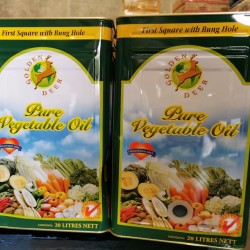 First Square with Bung Hole
GOLDEN DEER
Pure
Vegetable Oil
20 LITRES NETT
First Square with Bung Hole
GOLDEN DEER
Pure
Vegetable Oil
20 LITRES NETT